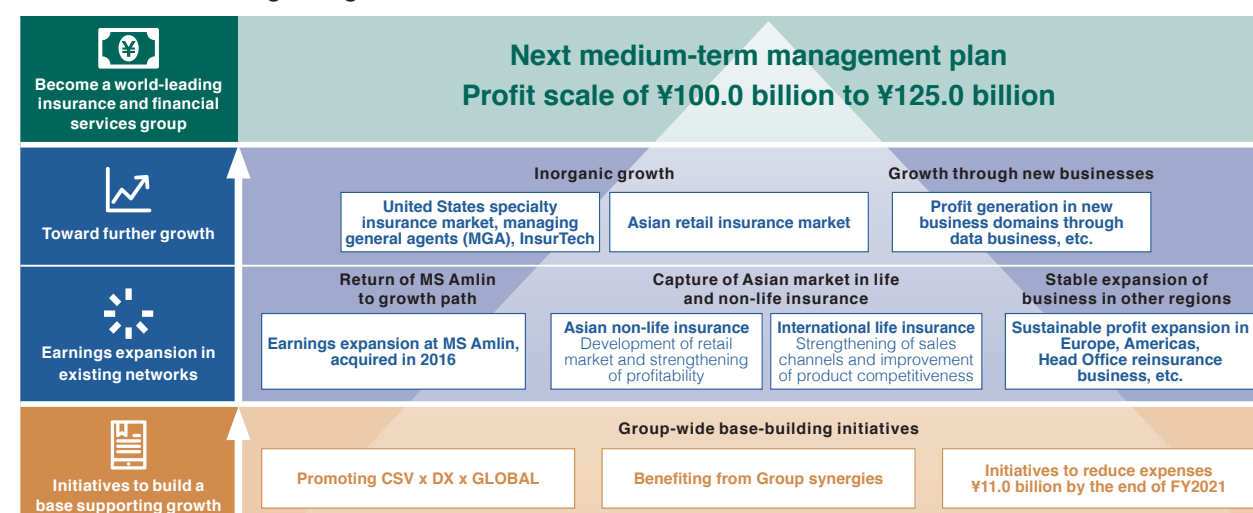 Become a world-leading
insurance and financial
services group
Next medium-term management plan
Profit scale of ¥100.0 billion to ¥125.0 billion
Toward further growth
Inorganic growth
United States specialty
insurance market, managing
general agents (MGA), InsurTech
Asian retail insurance market
Growth through new businesses
Profit generation in new
business domains through
data business, etc.
Earnings expansion in
existing networks
Return of MS Amlin
to growth path
Earnings expansion at MS Amlin,
acquired in 2016
Capture of Asian market in life
and non-life insurance
Asian non-life insurance
Development of retail
market and strengthening
of profitability
International life insurance
Strengthening of sales
channels and improvement
of product competitiveness
Stable expansion of
business in other regions
Sustainable profit expansion in
Europe, Americas,
Head Office reinsurance
business, etc.
Initiatives to build a
base supporting growth
Group-wide base-building initiatives
Promoting CSV x DX x GLOBAL
Benefiting from Group synergies
Initiatives to reduce expenses
¥11.0 billion by the end of FY2021